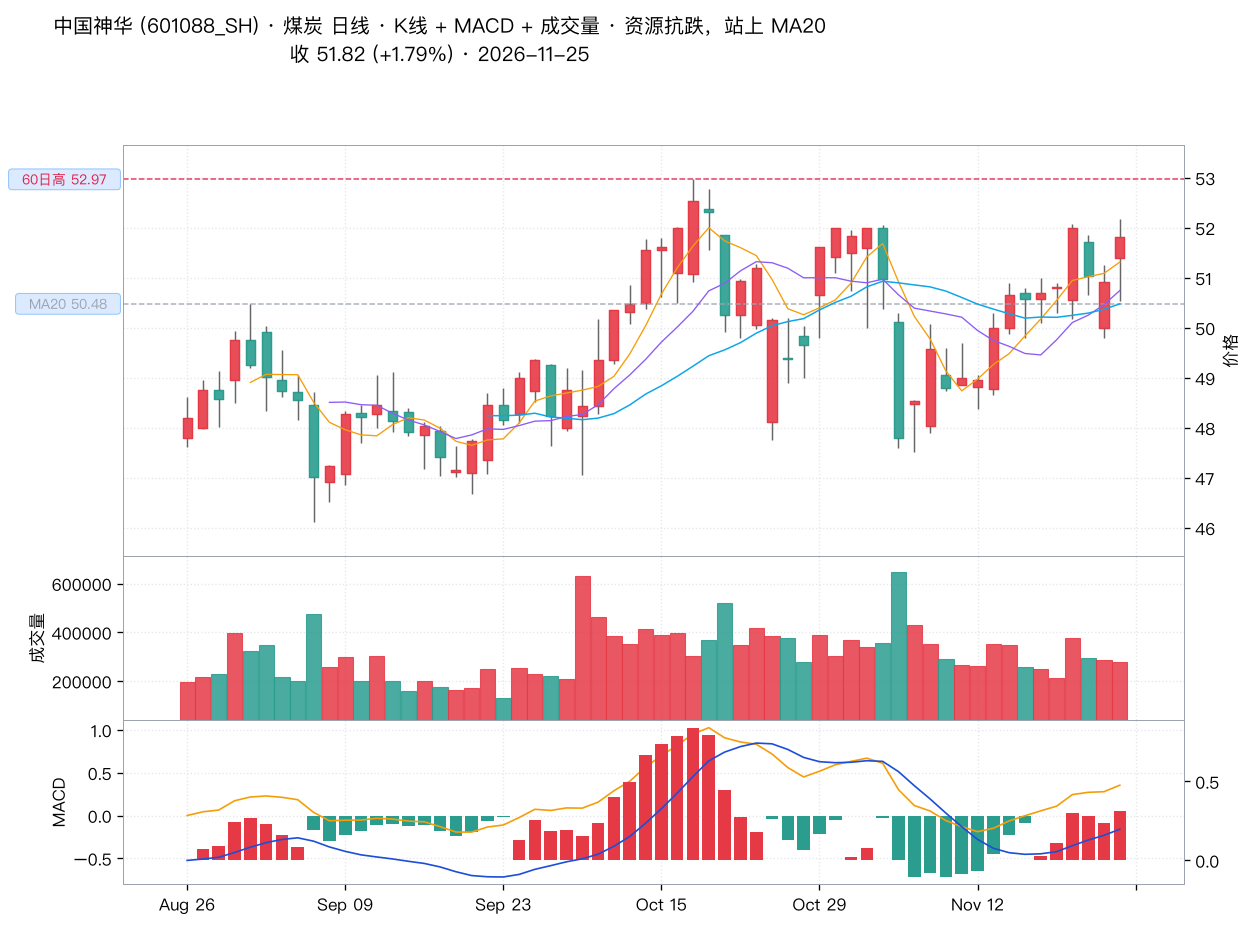 中国神华 (601088_SH) · 煤炭 日线 · K线 + MACD + 成交量 · 资源抗跌，站上 MA20
收 51.82 (+1.79%) · 2026−11−25
60日高 52.97
MA20 50.48
53
52
51
50
49
48
47
46
价格
600000
400000
200000
成交量
1.0
0.5
0.0
−0.5
MACD
0.5
0.0
Aug 26
Sep 09
Sep 23
Oct 15
Oct 29
Nov 12